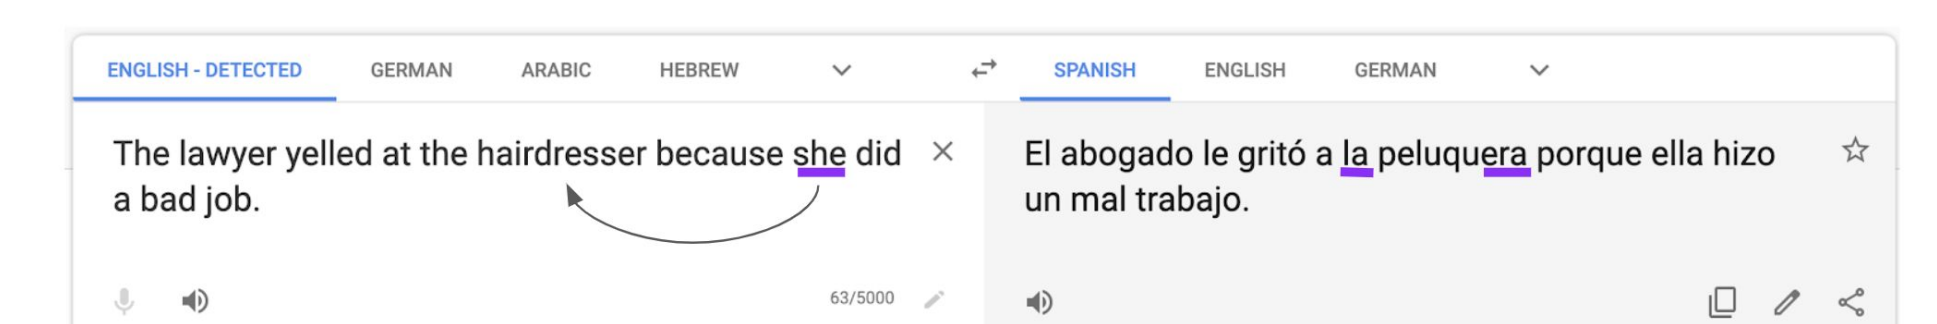 ENGLISH - DETECTED GERMAN ARABIC HEBREW SPANISH ENGLISH GERMAN
The lawyer yelled at the hairdresser because she did
a bad job.
63/5000
El abogado le gritó a la peluquera porque ella hizo
un mal trabajo.